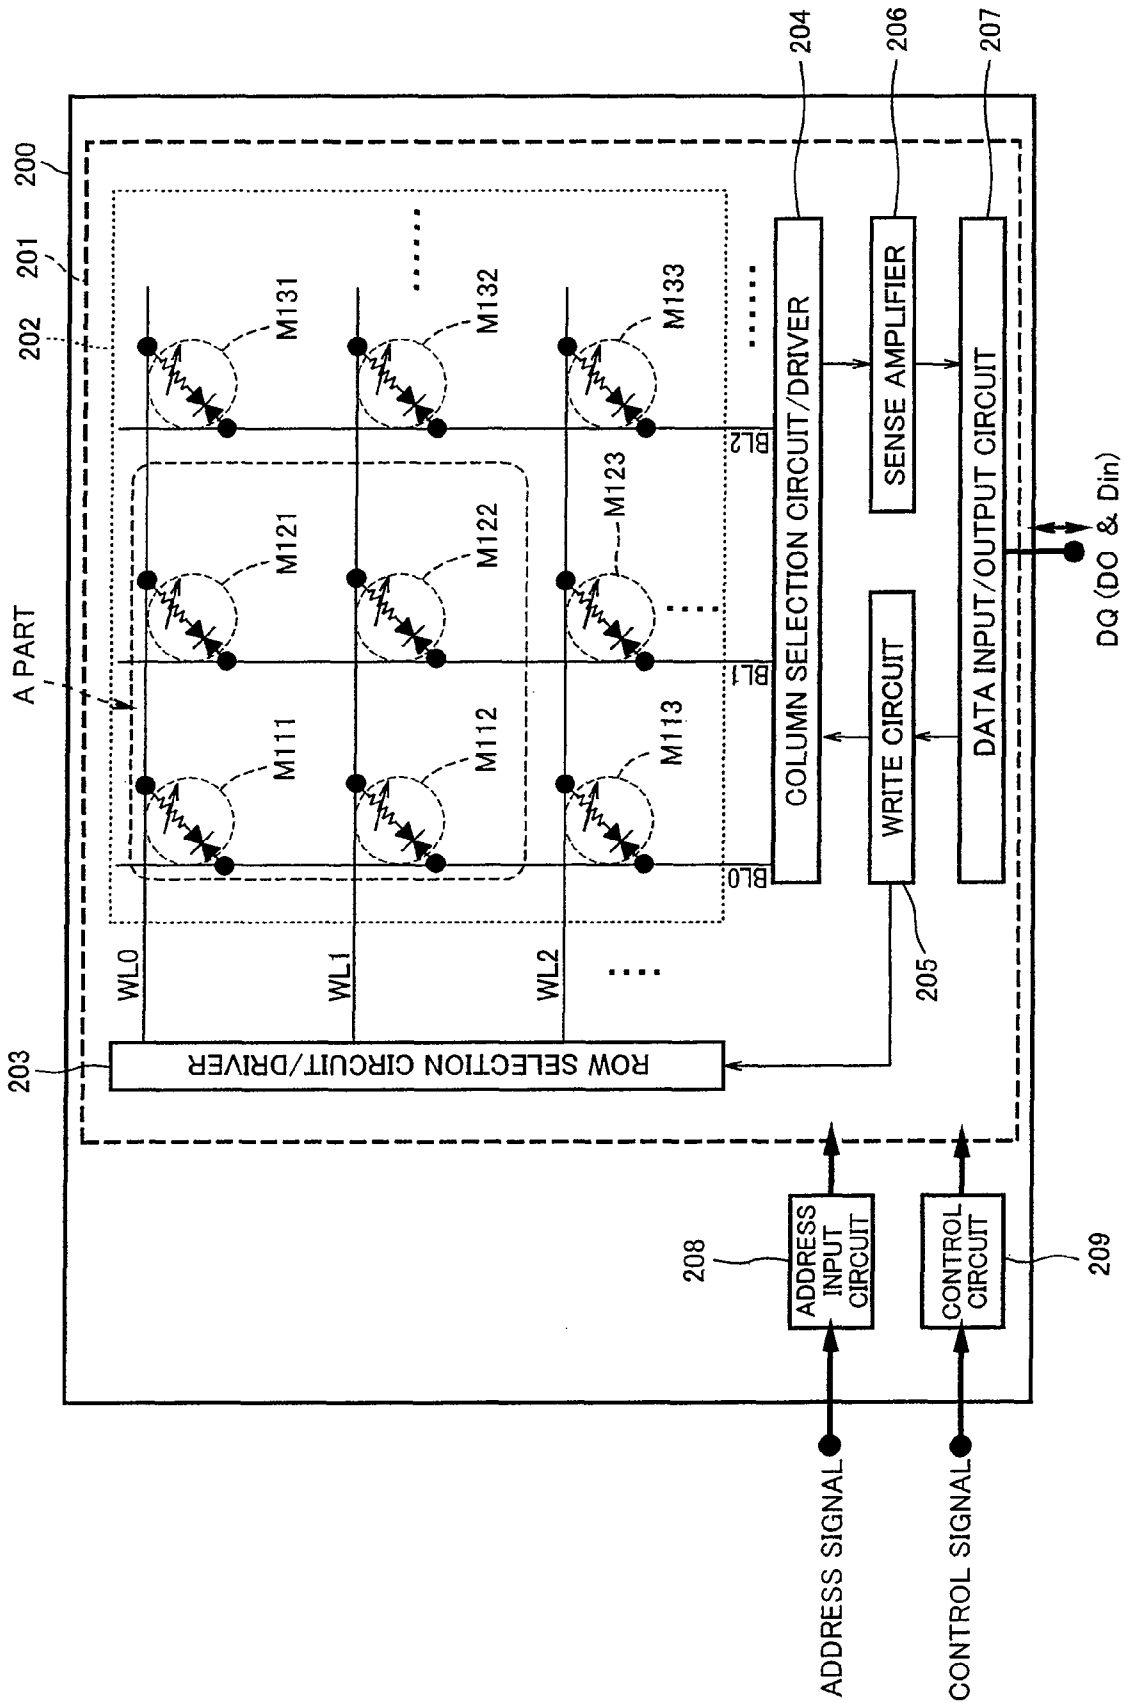 200
201
202
A PART
203
WL0
WL1
WL2
M111
M121
M131
M112
M122
M132
M113
M123
M133
BL0
BL1
BL2
ROW SELECTION CIRCUIT/DRIVER
COLUMN SELECTION CIRCUIT/DRIVER
204
WRITE CIRCUIT
205
SENSE AMPLIFIER
206
DATA INPUT/OUTPUT CIRCUIT
207
DQ (DO & Din)
208
ADDRESS
INPUT
CIRCUIT
CONTROL
CIRCUIT
209
ADDRESS SIGNAL
CONTROL SIGNAL